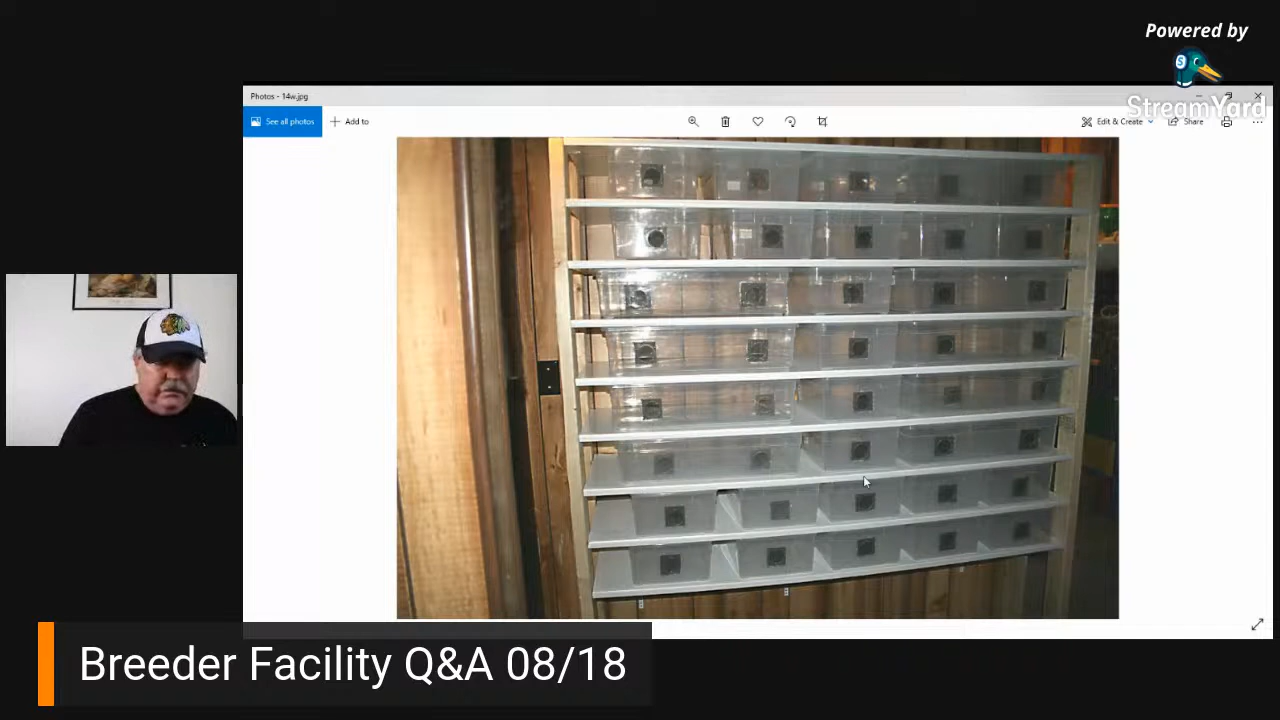 Powered by
StreamYard
Photos - 14w.jpg
See all photos
Add to
Edit & Create
Share
Breeder Facility Q&A 08/18